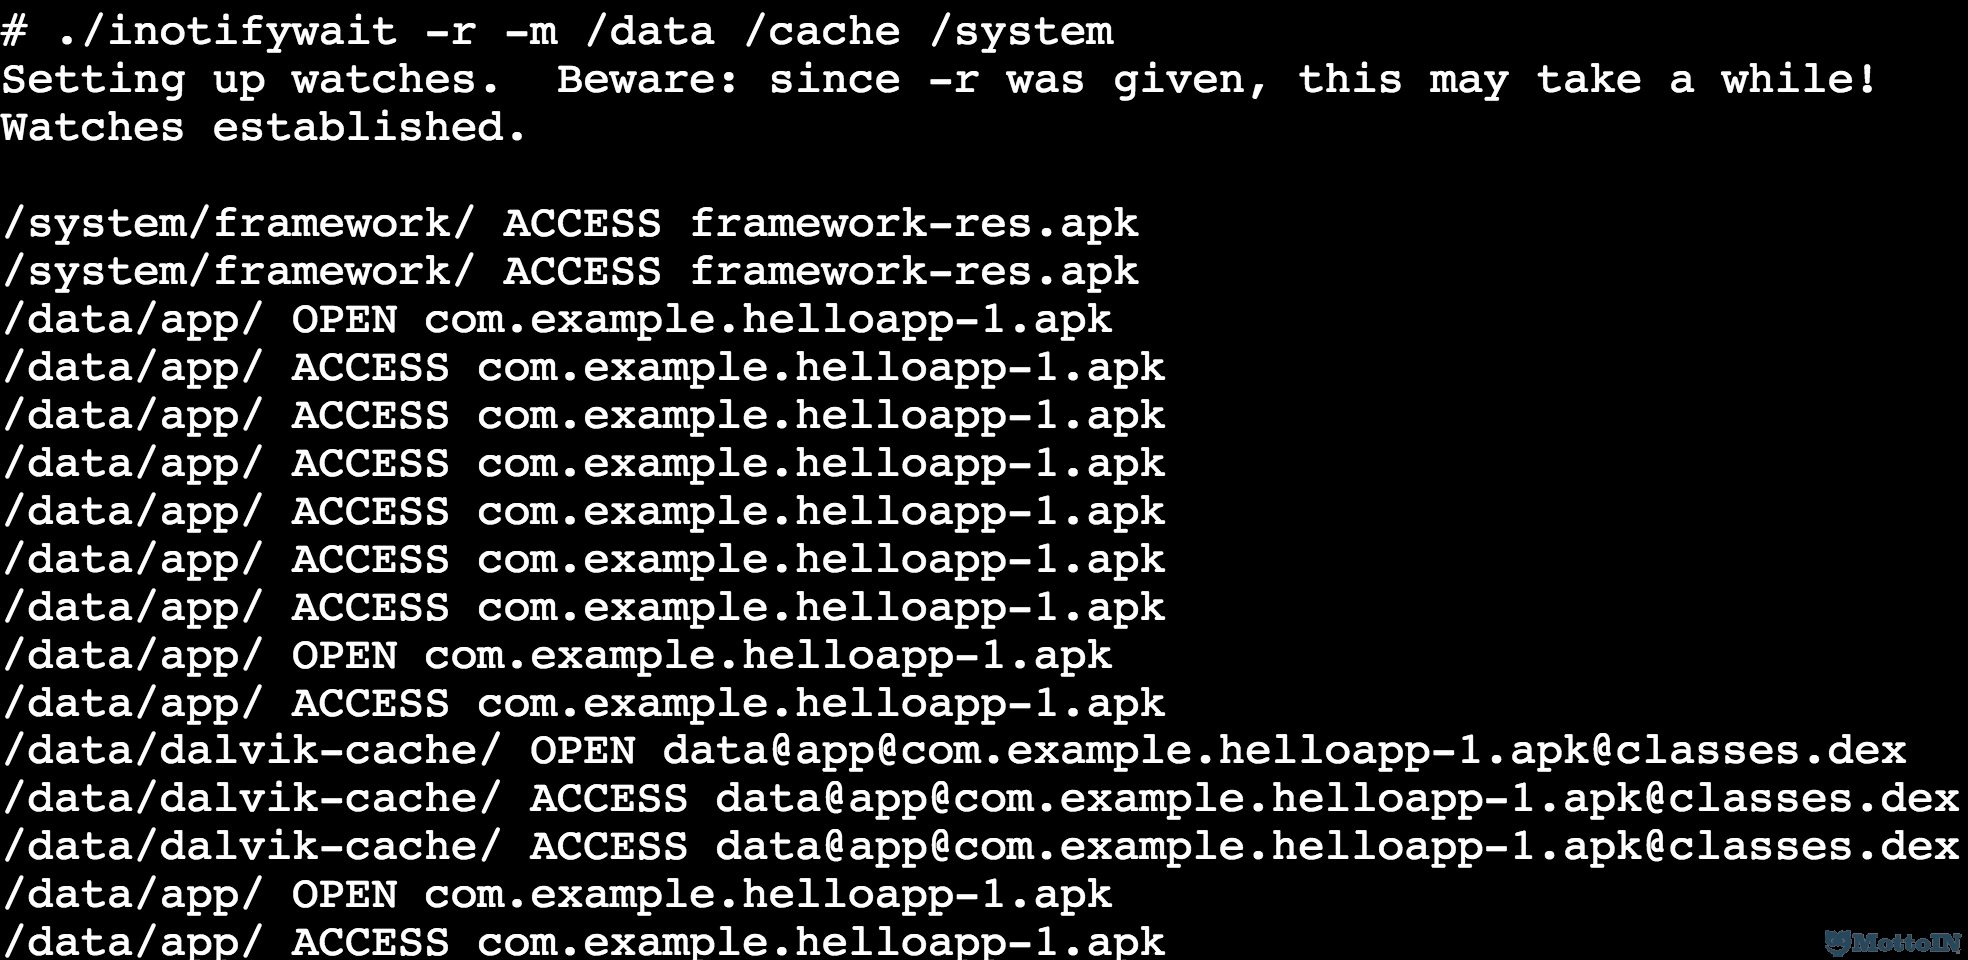 # ./inotifywait -r -m /data /cache /system
Setting up watches.  Beware: since -r was given, this may take a while!
Watches established.

/system/framework/ ACCESS framework-res.apk
/system/framework/ ACCESS framework-res.apk
/data/app/ OPEN com.example.helloapp-1.apk
/data/app/ ACCESS com.example.helloapp-1.apk
/data/app/ ACCESS com.example.helloapp-1.apk
/data/app/ ACCESS com.example.helloapp-1.apk
/data/app/ ACCESS com.example.helloapp-1.apk
/data/app/ ACCESS com.example.helloapp-1.apk
/data/app/ ACCESS com.example.helloapp-1.apk
/data/app/ OPEN com.example.helloapp-1.apk
/data/app/ ACCESS com.example.helloapp-1.apk
/data/dalvik-cache/ OPEN data@app@com.example.helloapp-1.apk@classes.dex
/data/dalvik-cache/ ACCESS data@app@com.example.helloapp-1.apk@classes.dex
/data/dalvik-cache/ ACCESS data@app@com.example.helloapp-1.apk@classes.dex
/data/app/ OPEN com.example.helloapp-1.apk
/data/app/ ACCESS com.example.helloapp-1.apk
MottoIN